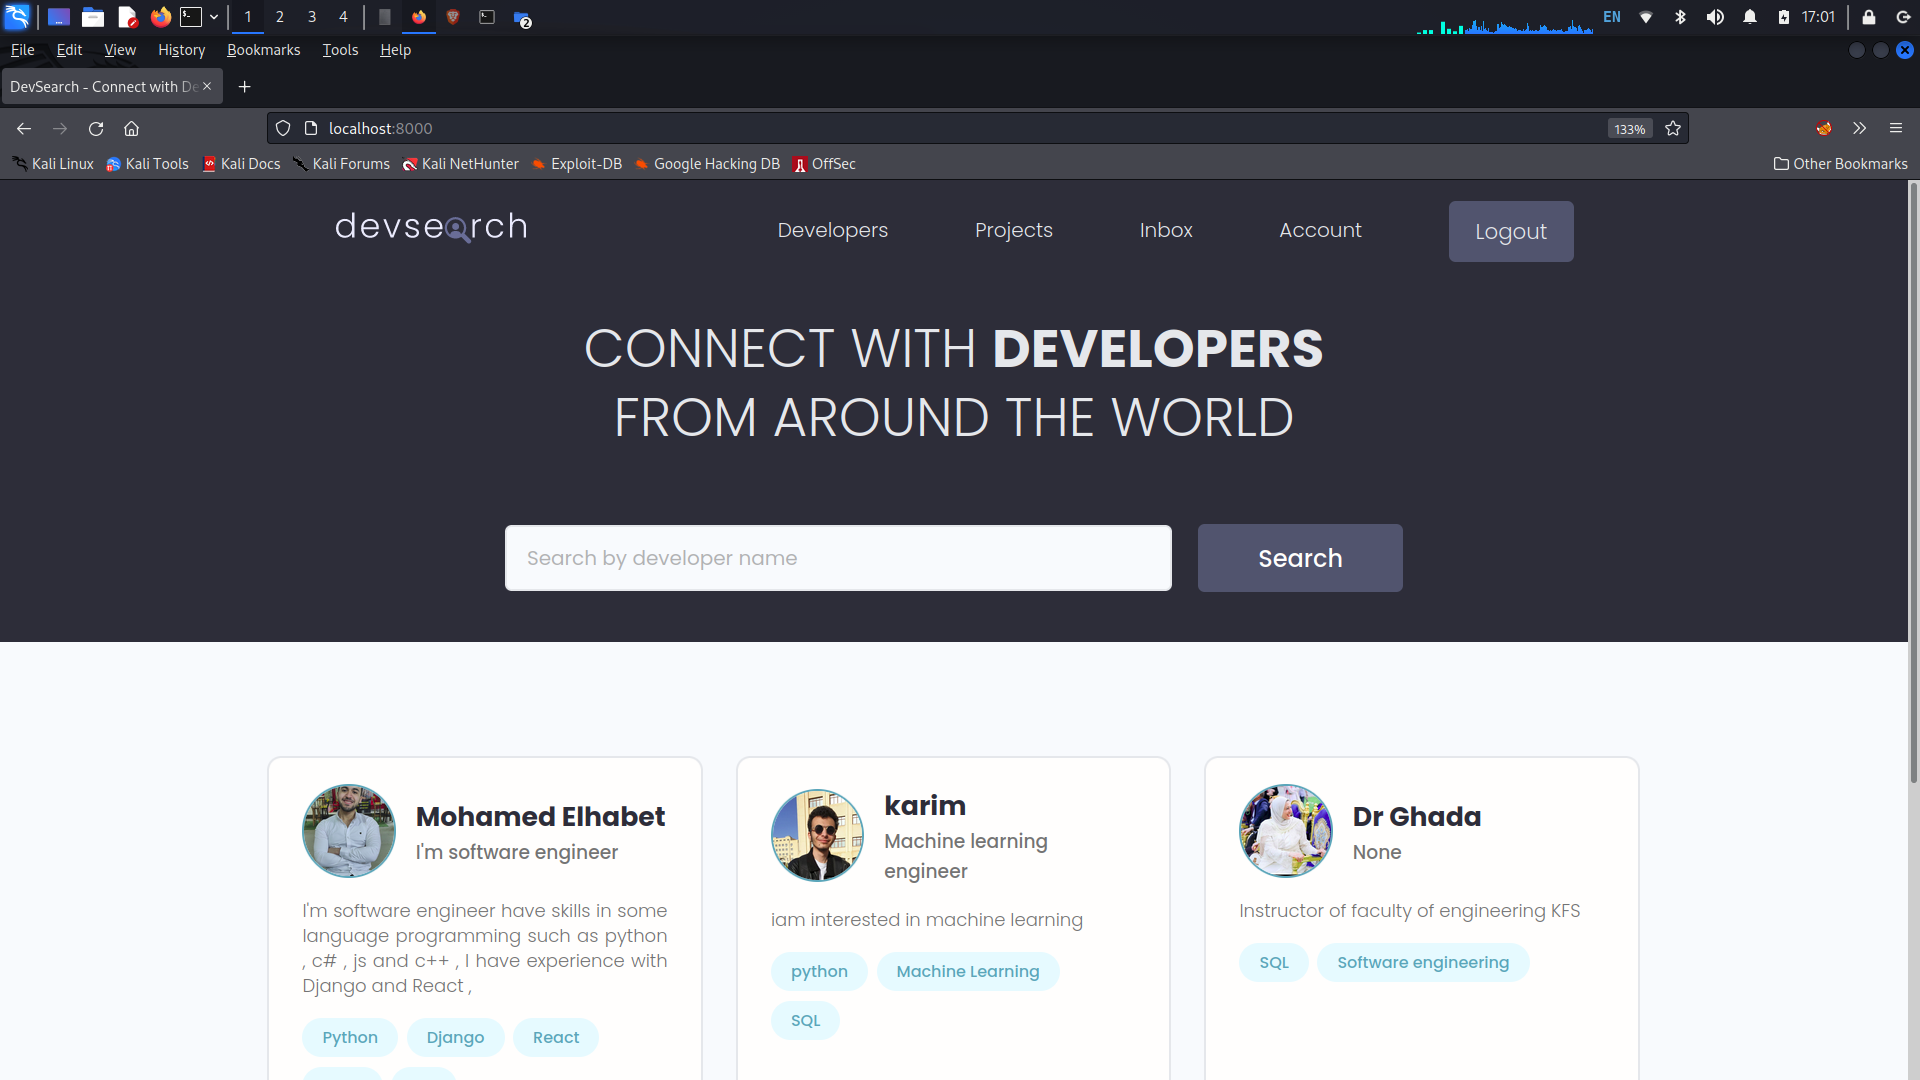 1 2 3 4 2 EN 17:01
File Edit View History Bookmarks Tools Help
DevSearch - Connect with De
localhost:8000 133%
Kali Linux Kali Tools Kali Docs Kali Forums Kali NetHunter Exploit-DB Google Hacking DB OffSec Other Bookmarks
devsearch Developers Projects Inbox Account Logout
CONNECT WITH DEVELOPERS
FROM AROUND THE WORLD
Search by developer name Search
Mohamed Elhabet
I'm software engineer
I'm software engineer have skills in some
language programming such as python
, c# , js and c++ , I have experience with
Django and React ,
Python Django React
karim
Machine learning
engineer
iam interested in machine learning
python Machine Learning
SQL
Dr Ghada
None
Instructor of faculty of engineering KFS
SQL Software engineering